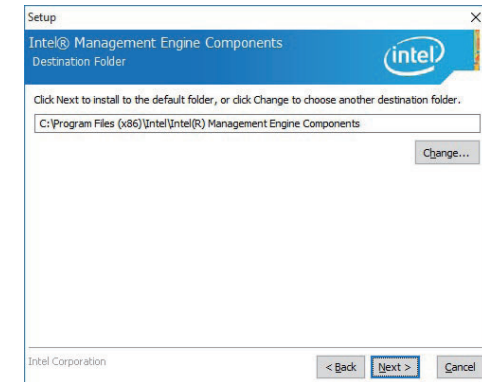 Setup
Intel® Management Engine Components
Destination Folder
intel
Click Next to install to the default folder, or click Change to choose another destination folder.
C:\Program Files (x86)\Intel\Intel(R) Management Engine Components
Change...
Intel Corporation
< Back
Next >
Cancel